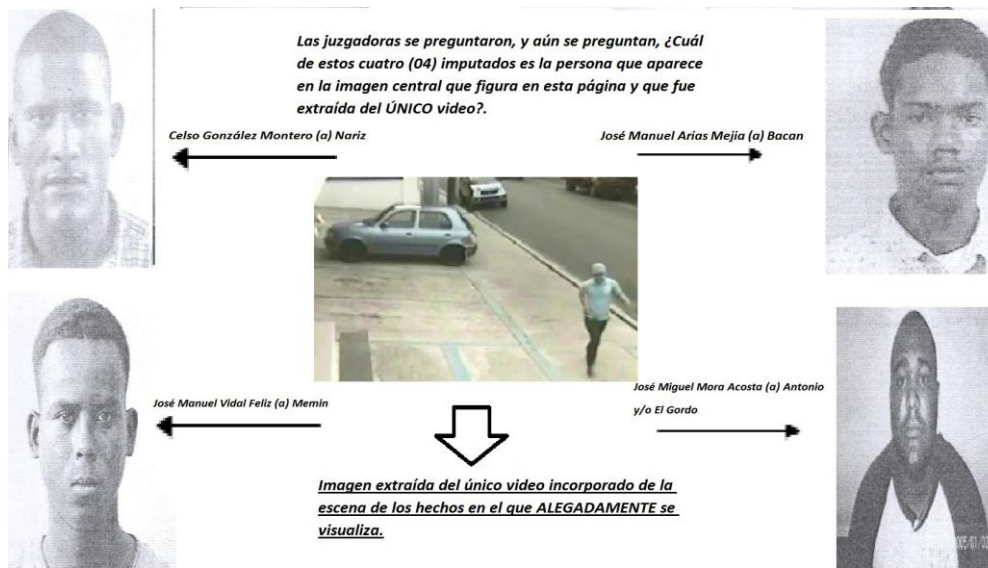 Las juzgadoras se preguntaron, y aún se preguntan, ¿Cuál
de estos cuatro (04) imputados es la persona que aparece
en la imagen central que figura en esta página y que fue
extraída del ÚNICO video?.
Celso González Montero (a) Nariz
José Manuel Arias Mejia (a) Bacan
José Manuel Vidal Feliz (a) Memin
José Miguel Mora Acosta (a) Antonio
y/o El Gordo
Imagen extraída del único video incorporado de la
escena de los hechos en el que ALEGADAMENTE se
visualiza.